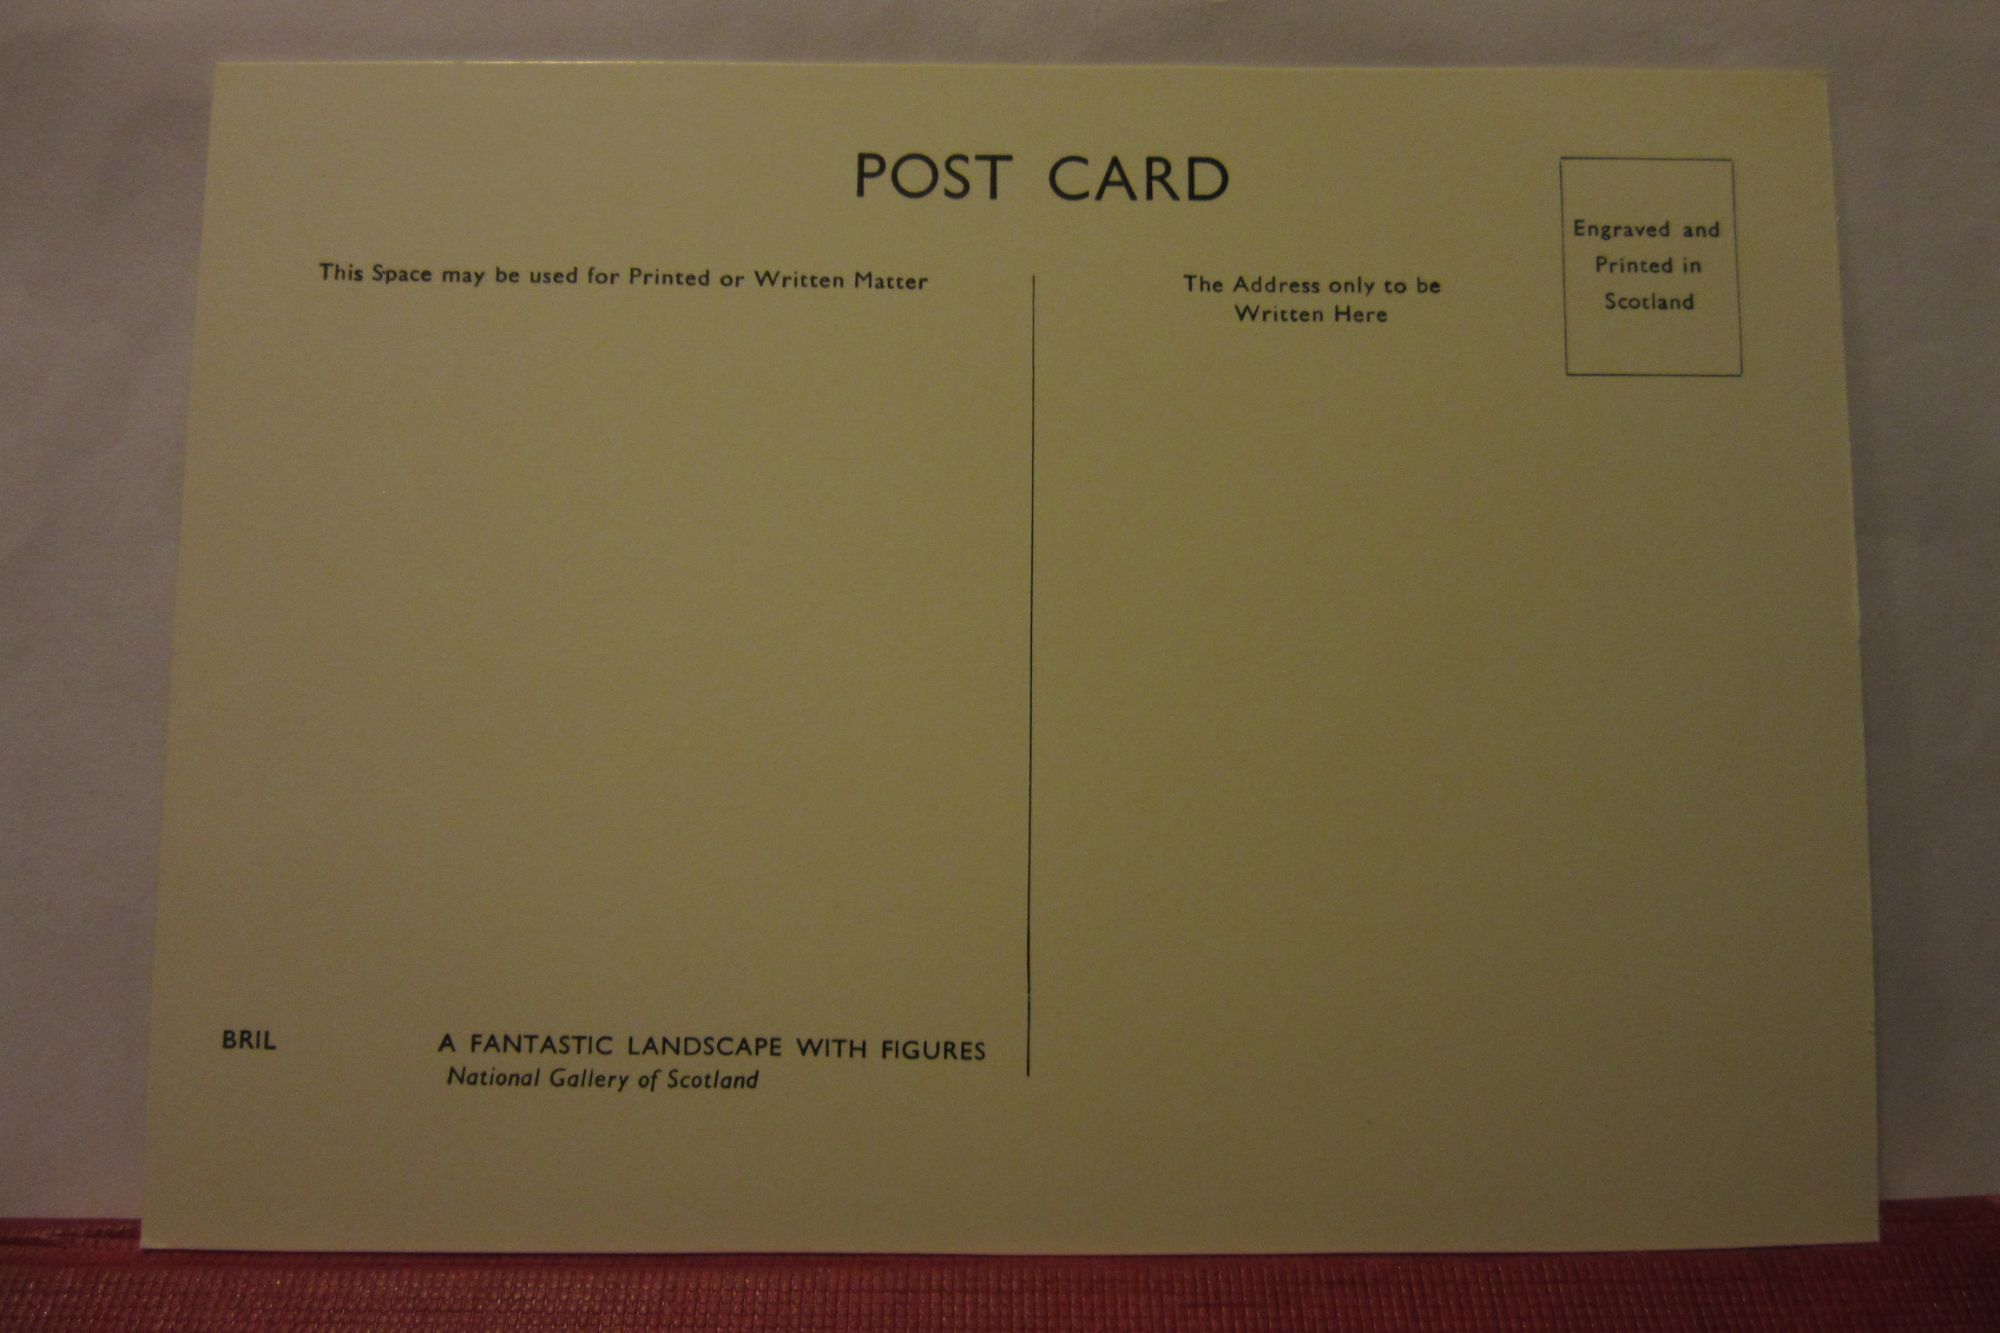 POST CARD
This Space may be used for Printed or Written Matter
The Address only to be
Written Here
Engraved and
Printed in
Scotland
BRIL
A FANTASTIC LANDSCAPE WITH FIGURES
National Gallery of Scotland